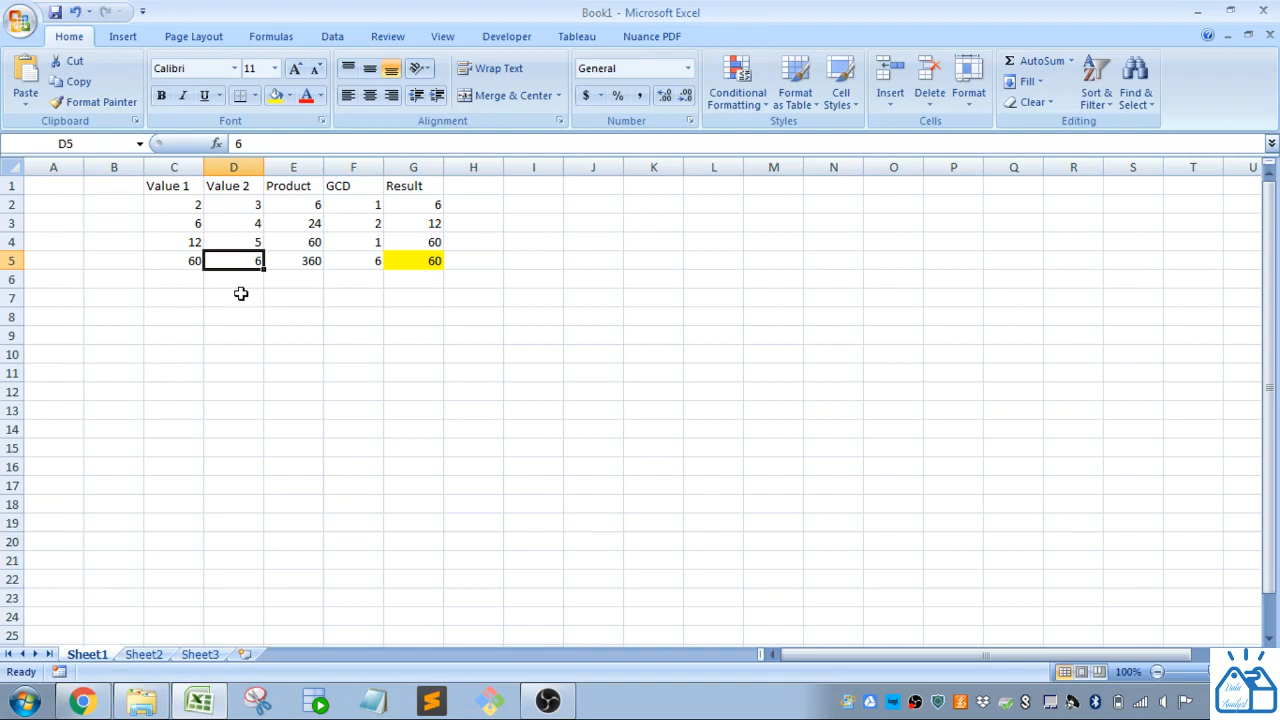 Book1 - Microsoft Excel
Home Insert Page Layout Formulas Data Review View Developer Tableau Nuance PDF
Cut
Copy
Format Painter
Paste
Calibri 11
B I U A
Wrap Text
Merge & Center
General
$ % ,
Conditional Formatting
Format as Table
Cell Styles
Insert Delete Format
Σ AutoSum
Fill
Clear
Sort & Filter
Find & Select
Clipboard Font Alignment Number Styles Cells Editing
D5 fx 6
A B C D E F G H I J K L M N O P Q R S T U
1 Value 1 Value 2 Product GCD Result
2 2 3 6 1 6
3 6 4 24 2 12
4 12 5 60 1 60
5 60 6 360 6 60
6
7
8
9
10
11
12
13
14
15
16
17
18
19
20
21
22
23
24
25
Sheet1 Sheet2 Sheet3
Ready 100%
Data
Analyst